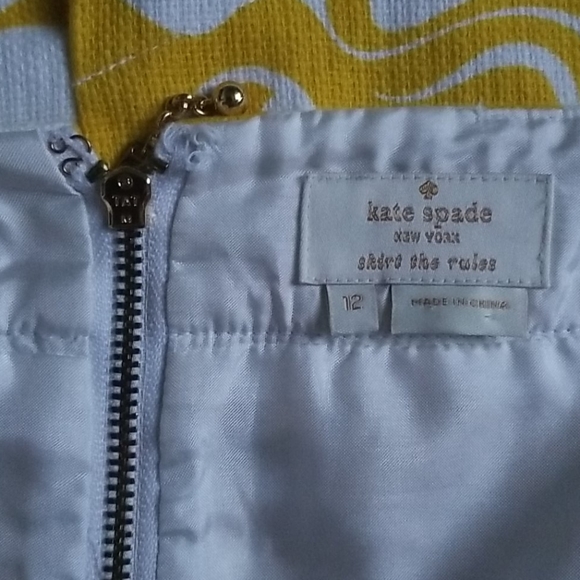 kate spade
NEW YORK
skirt the rules
12
MADE IN CHINA